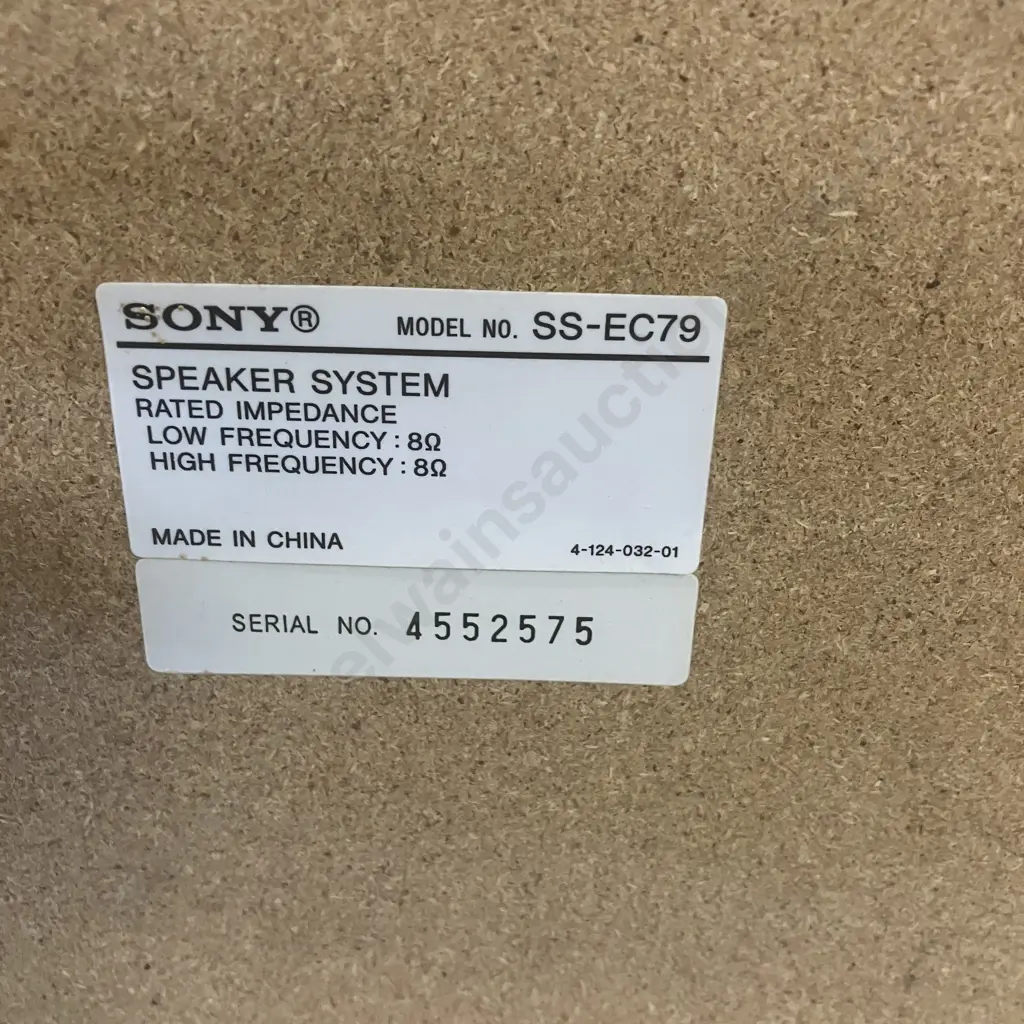 SONY®
MODEL NO. SS-EC79
SPEAKER SYSTEM
RATED IMPEDANCE
LOW FREQUENCY : 8Ω
HIGH FREQUENCY : 8Ω
MADE IN CHINA
4-124-032-01
SERIAL NO. 4552575